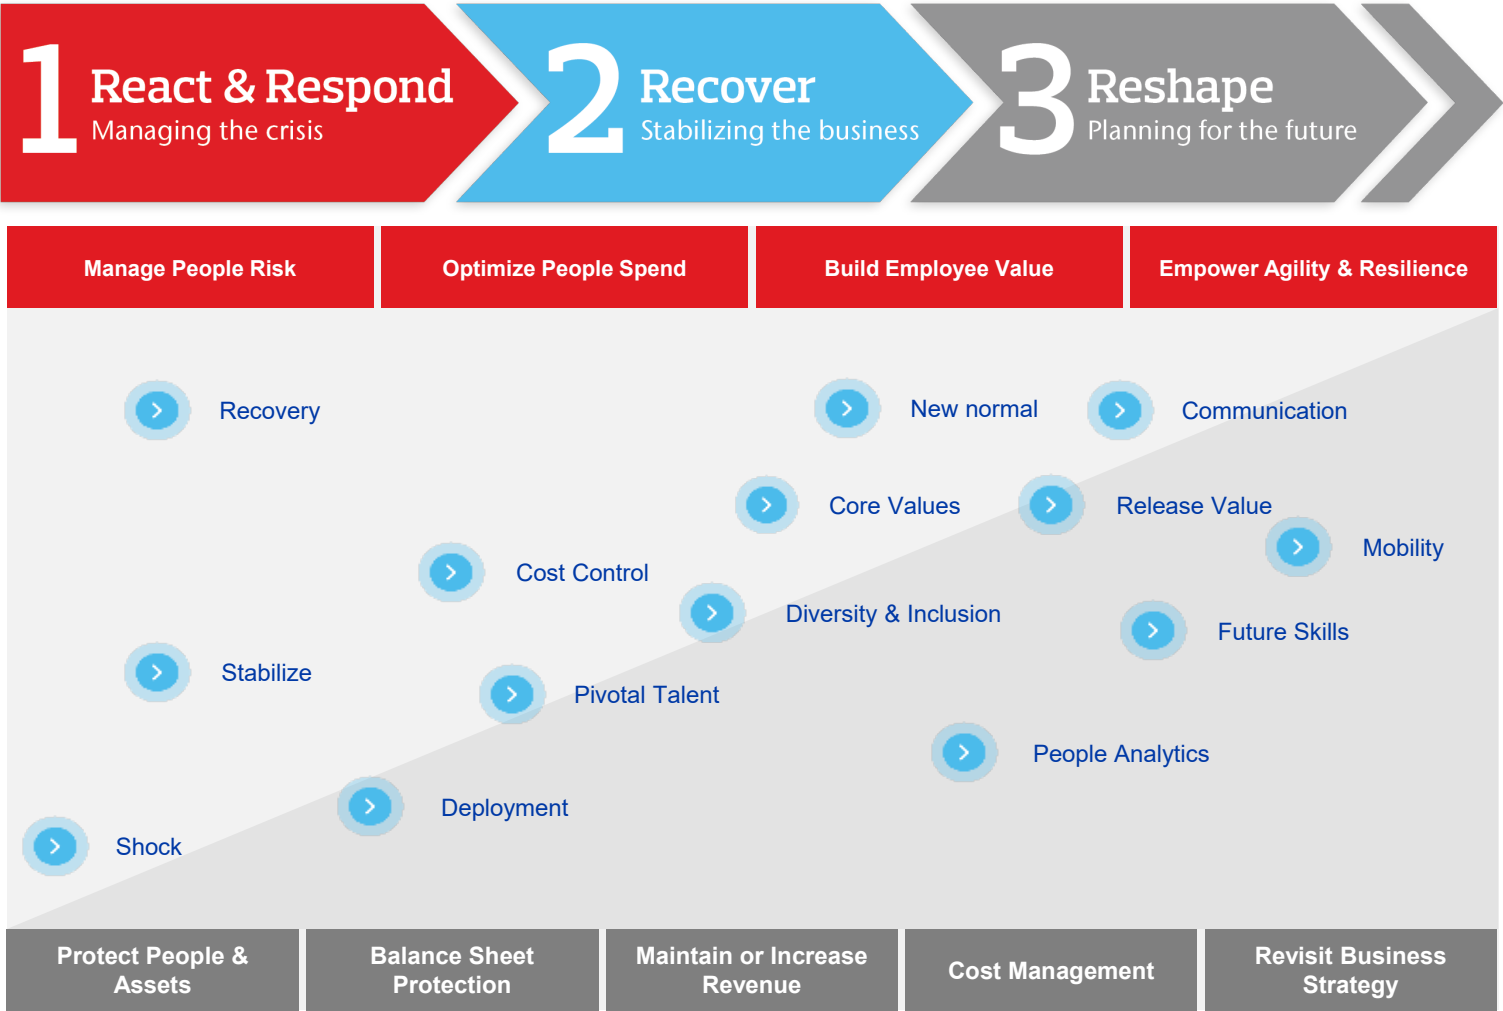 1
React & Respond
Managing the crisis
2
Recover
Stabilizing the business
3
Reshape
Planning for the future
Manage People Risk
Optimize People Spend
Build Employee Value
Empower Agility & Resilience
Recovery
New normal
Communication
Core Values
Release Value
Mobility
Cost Control
Diversity & Inclusion
Future Skills
Stabilize
Pivotal Talent
People Analytics
Deployment
Shock
Protect People &
Assets
Balance Sheet
Protection
Maintain or Increase
Revenue
Cost Management
Revisit Business
Strategy